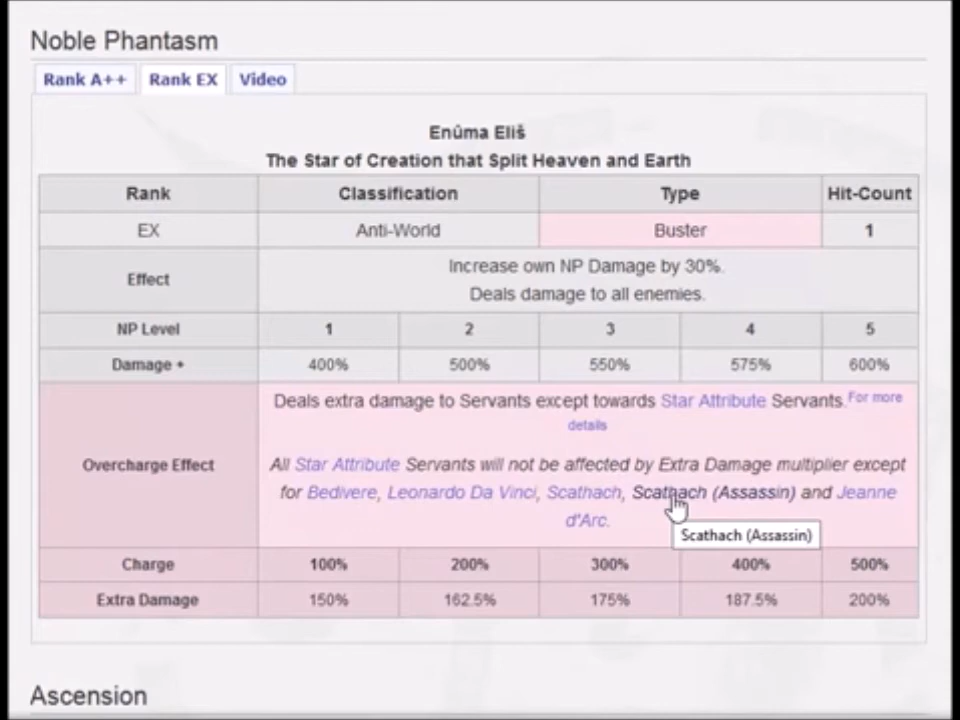 Noble Phantasm
Rank A++ Rank EX Video
Enûma Eliš
The Star of Creation that Split Heaven and Earth
Rank Classification Type Hit-Count
EX Anti-World Buster 1
Effect Increase own NP Damage by 30%.
Deals damage to all enemies.
NP Level 1 2 3 4 5
Damage + 400% 500% 550% 575% 600%
Overcharge Effect
Deals extra damage to Servants except towards Star Attribute Servants.For more
details
All Star Attribute Servants will not be affected by Extra Damage multiplier except
for Bedivere, Leonardo Da Vinci, Scathach, Scathach (Assassin) and Jeanne
d'Arc.
Scathach (Assassin)
Charge 100% 200% 300% 400% 500%
Extra Damage 150% 162.5% 175% 187.5% 200%
Ascension